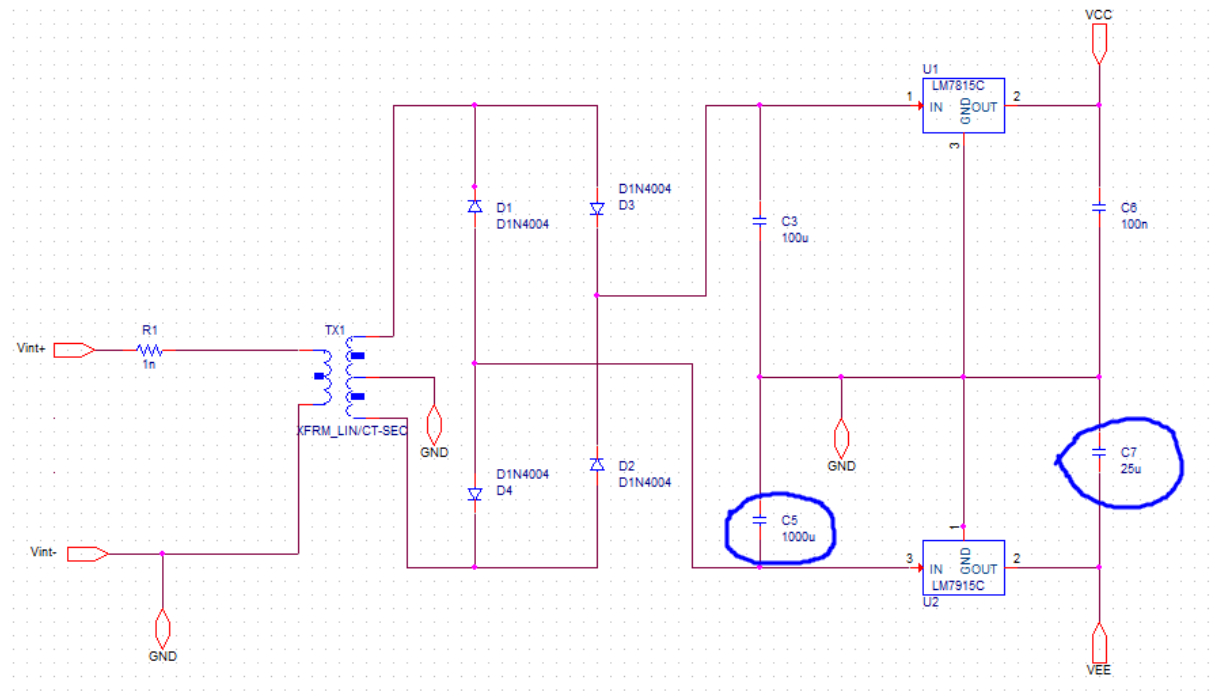 VCC
U1
LM7815C
1
IN
GND
OUT
2
3
D1N4004
D3
D1
D1N4004
C3
100u
C6
100n
R1
1n
Vint+
TX1
XFRM_LIN/CT-SEC
GND
GND
D1N4004
D4
D2
D1N4004
C7
25u
C5
1000u
1
Vint-
3
IN
GND
OUT
2
LM7915C
U2
GND
VEE